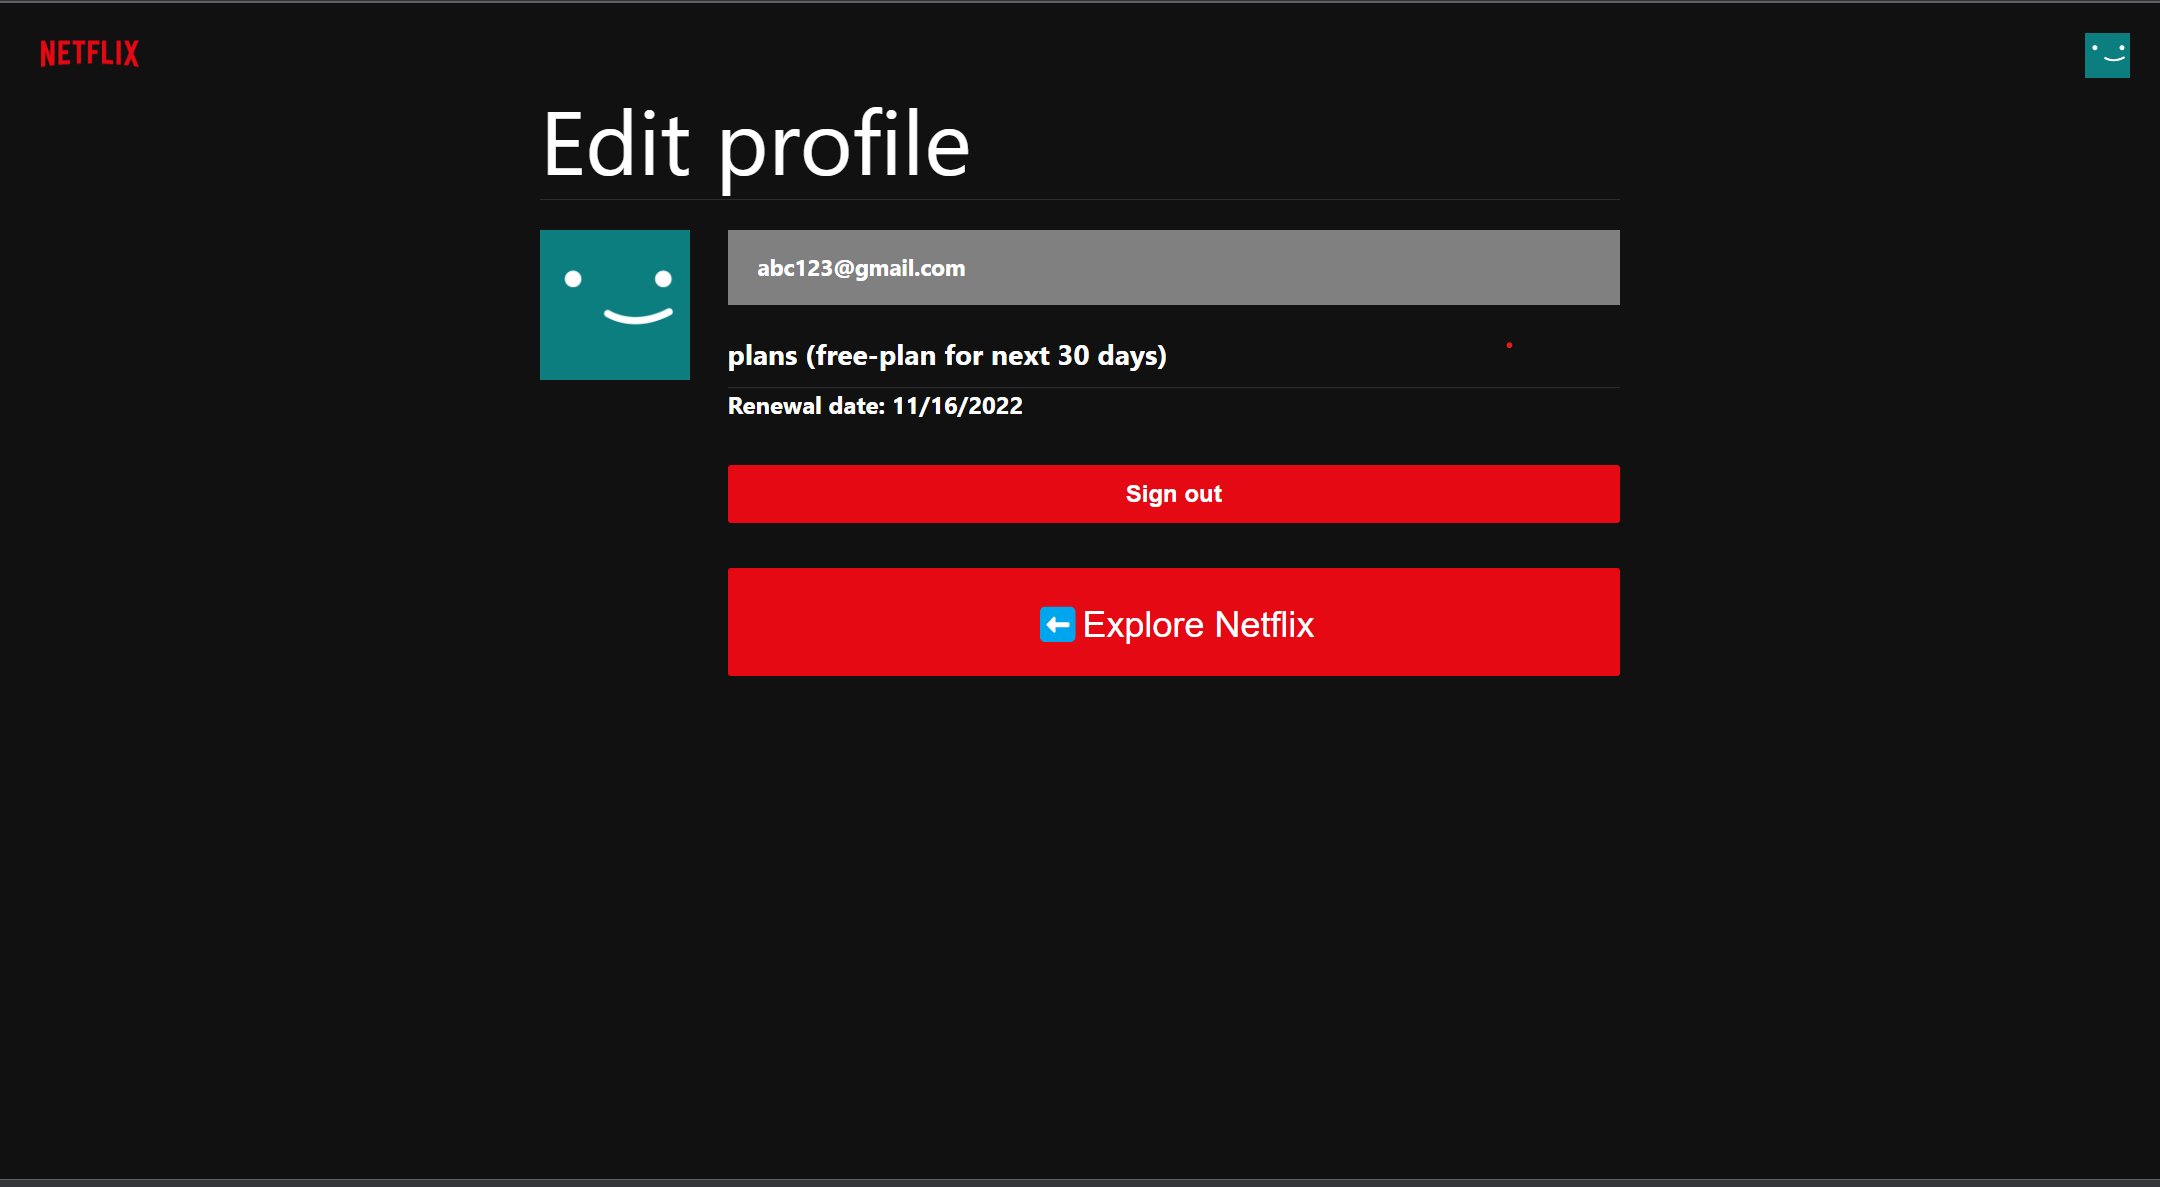 NETFLIX
Edit profile
abc123@gmail.com
plans (free-plan for next 30 days)
Renewal date: 11/16/2022
Sign out
⬅️ Explore Netflix